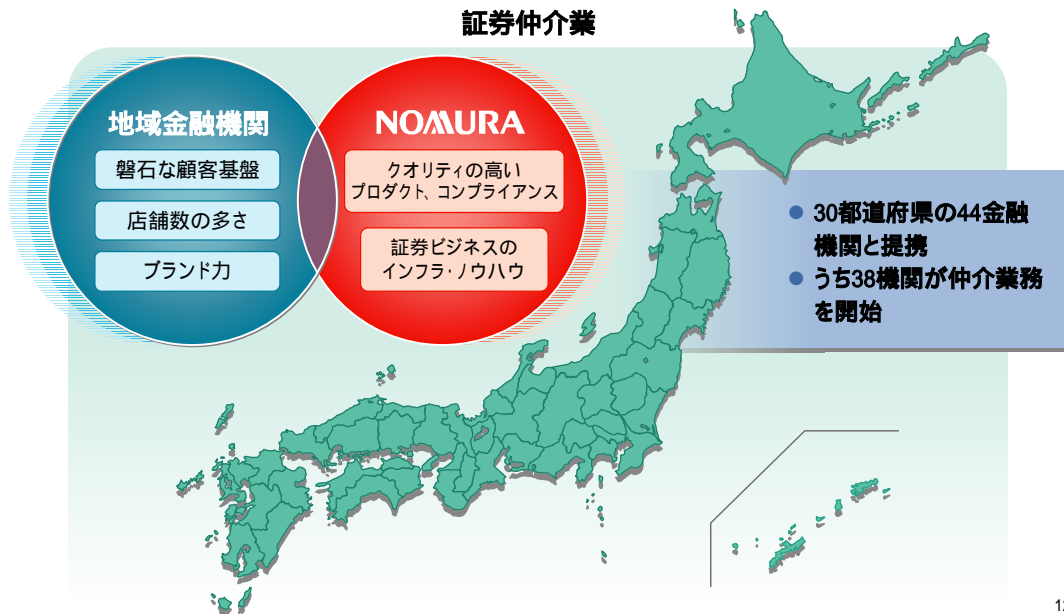 証券仲介業
地域金融機関
磐石な顧客基盤
店舗数の多さ
ブランド力
NOMURA
クオリティの高い
プロダクト、コンプライアンス
証券ビジネスの
インフラ・ノウハウ
● 30都道府県の44金融
機関と提携
● うち38機関が仲介業務
を開始